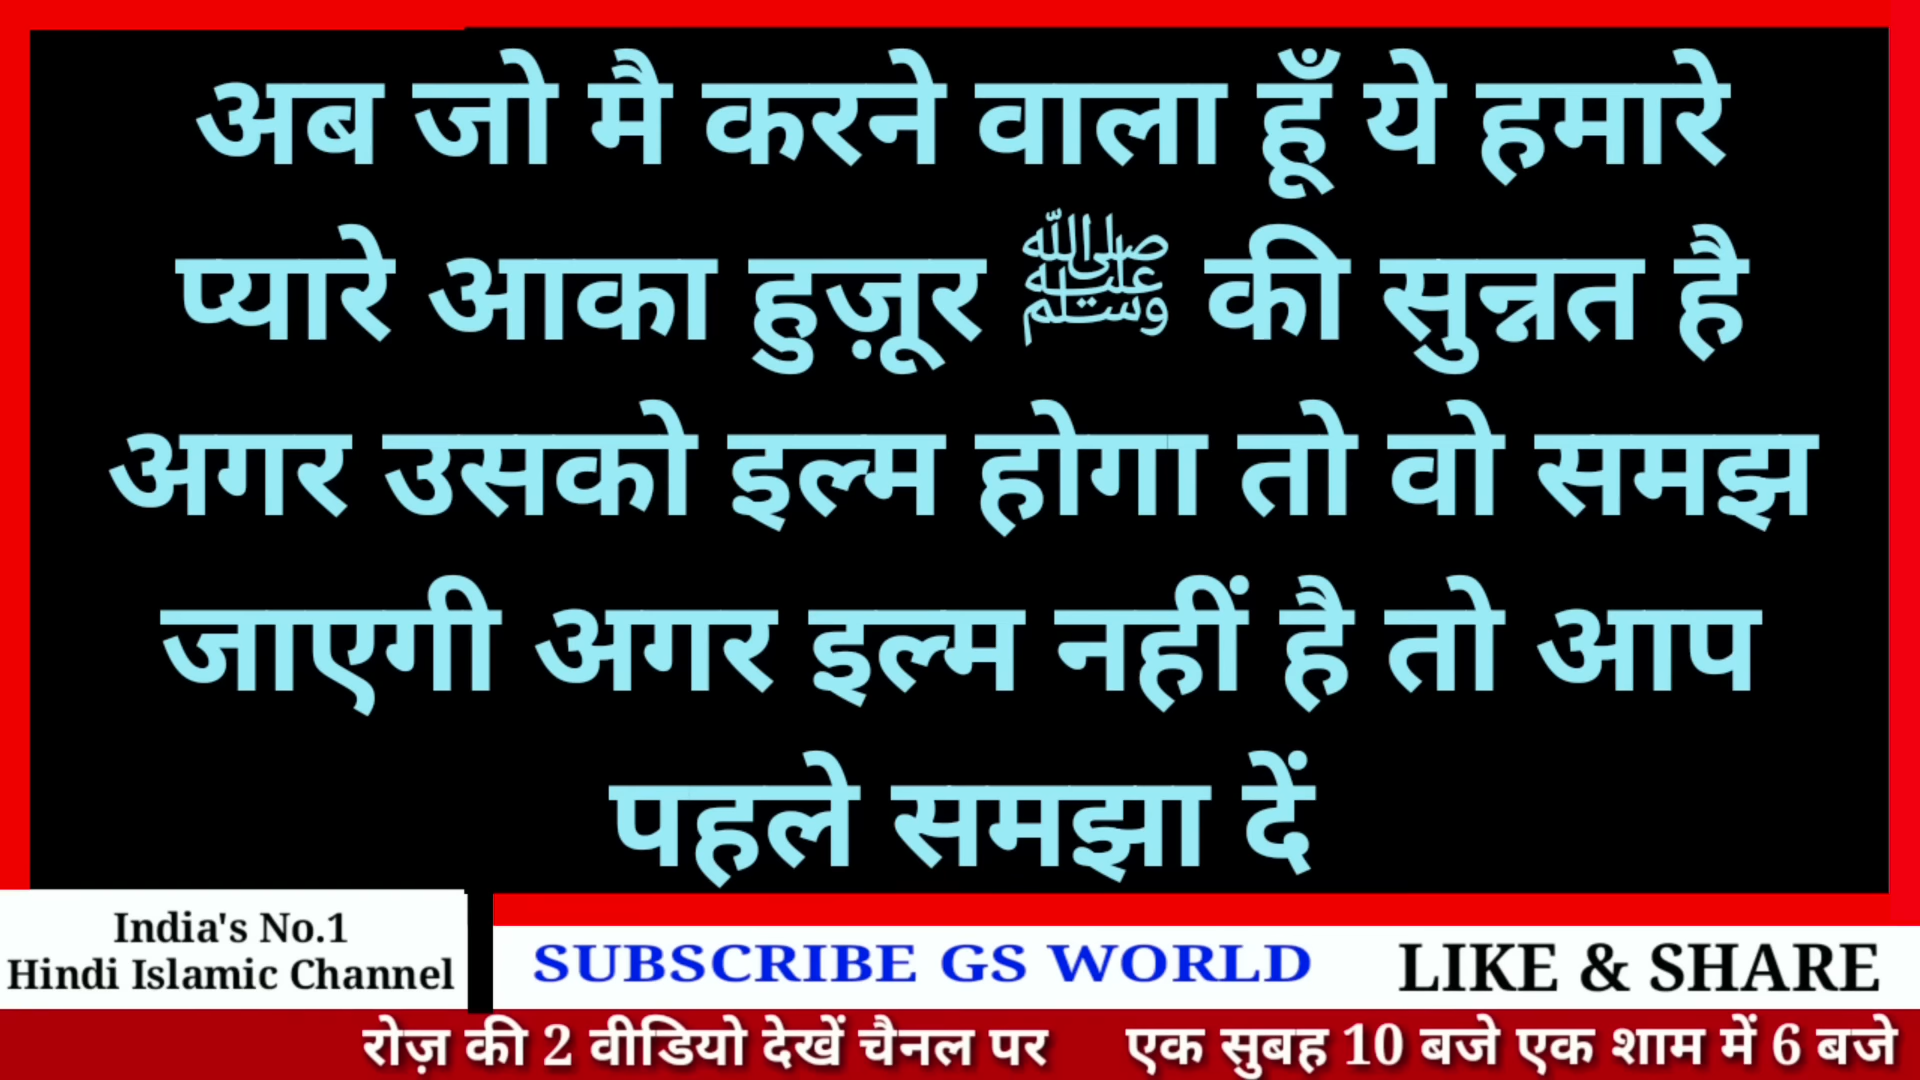 अब जो मै करने वाला हूँ ये हमारे
प्यारे आका हुज़ूर ﷺ की सुन्नत है
अगर उसको इल्म होगा तो वो समझ
जाएगी अगर इल्म नहीं है तो आप
पहले समझा दें
India's No.1
Hindi Islamic Channel
SUBSCRIBE GS WORLD LIKE & SHARE
रोज़ की 2 वीडियो देखें चैनल पर एक सुबह 10 बजे एक शाम में 6 बजे